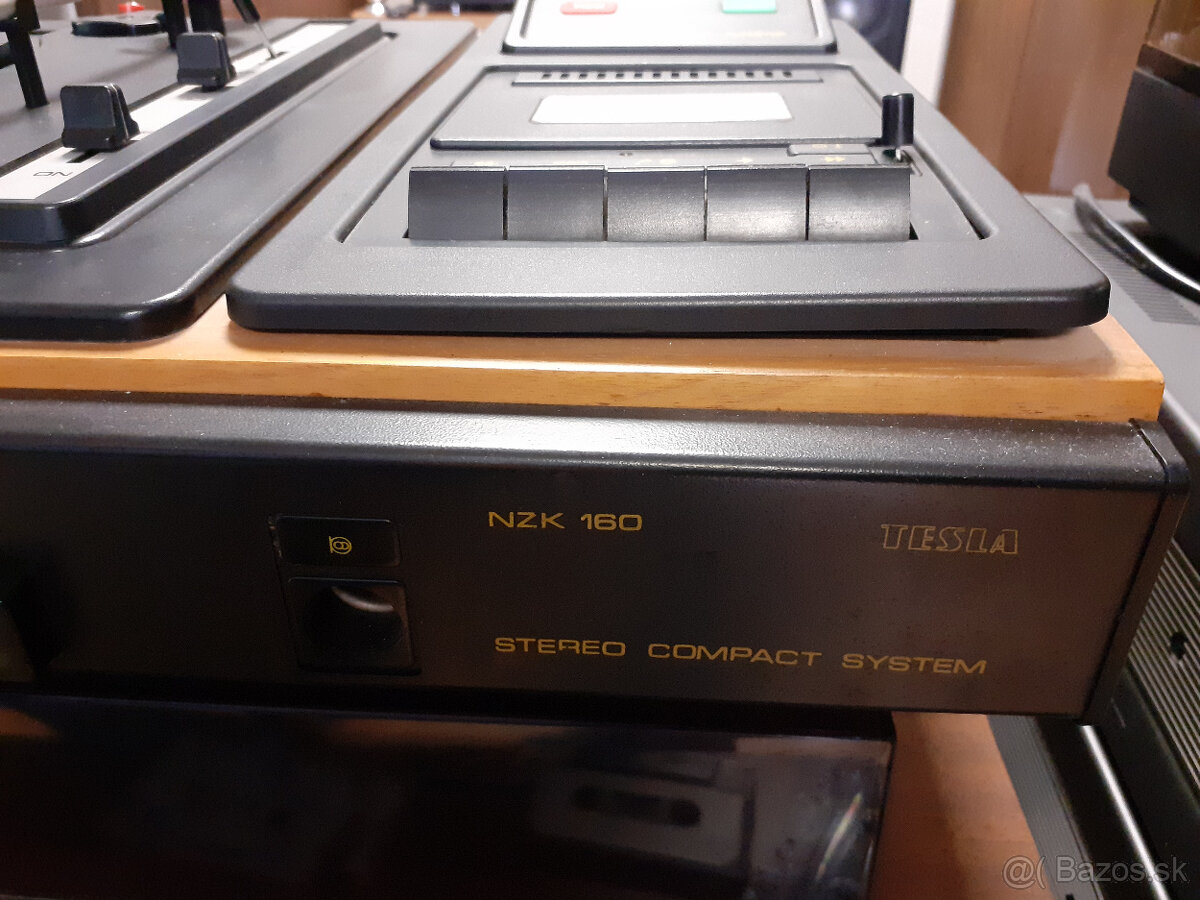 ON
NZK 160
TESLA
STEREO COMPACT SYSTEM
@( Bazos.sk